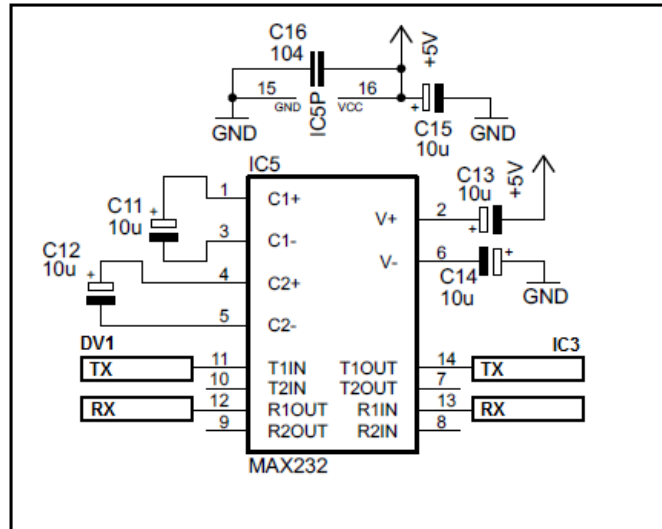 C16
104
+5V
15
GND
IC5P
16
VCC
GND
+
C15
10u
GND
IC5
C13
10u
+5V
C11
10u
+
1
C1+
3
C1-
V+
2
+
C12
10u
+
4
C2+
V-
6
+
C14
10u
GND
5
C2-
DV1
IC3
TX
11
T1IN
T1OUT
14
TX
10
T2IN
T2OUT
7
RX
12
R1OUT
R1IN
13
RX
9
R2OUT
R2IN
8
MAX232